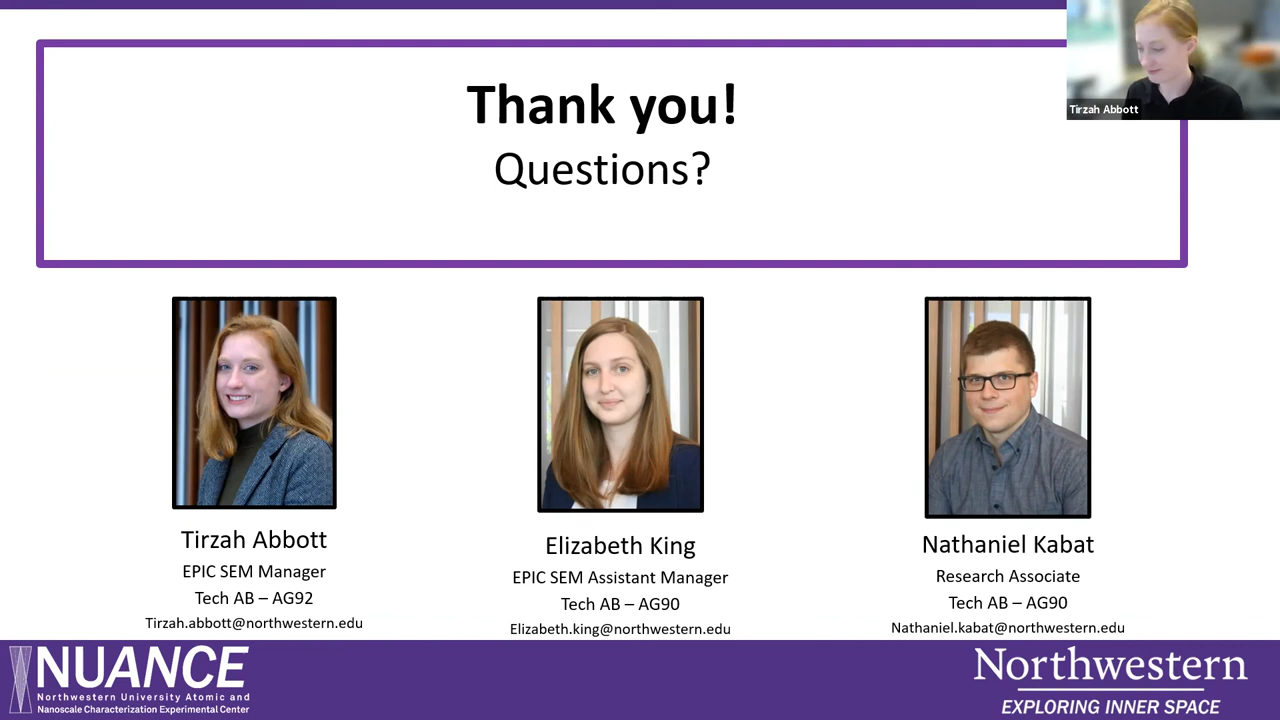 Thank you!
Questions?
Tirzah Abbott
Tirzah Abbott
EPIC SEM Manager
Tech AB – AG92
Tirzah.abbott@northwestern.edu
Elizabeth King
EPIC SEM Assistant Manager
Tech AB – AG90
Elizabeth.king@northwestern.edu
Nathaniel Kabat
Research Associate
Tech AB – AG90
Nathaniel.kabat@northwestern.edu
NUANCE
Northwestern University Atomic and
Nanoscale Characterization Experimental Center
Northwestern
EXPLORING INNER SPACE